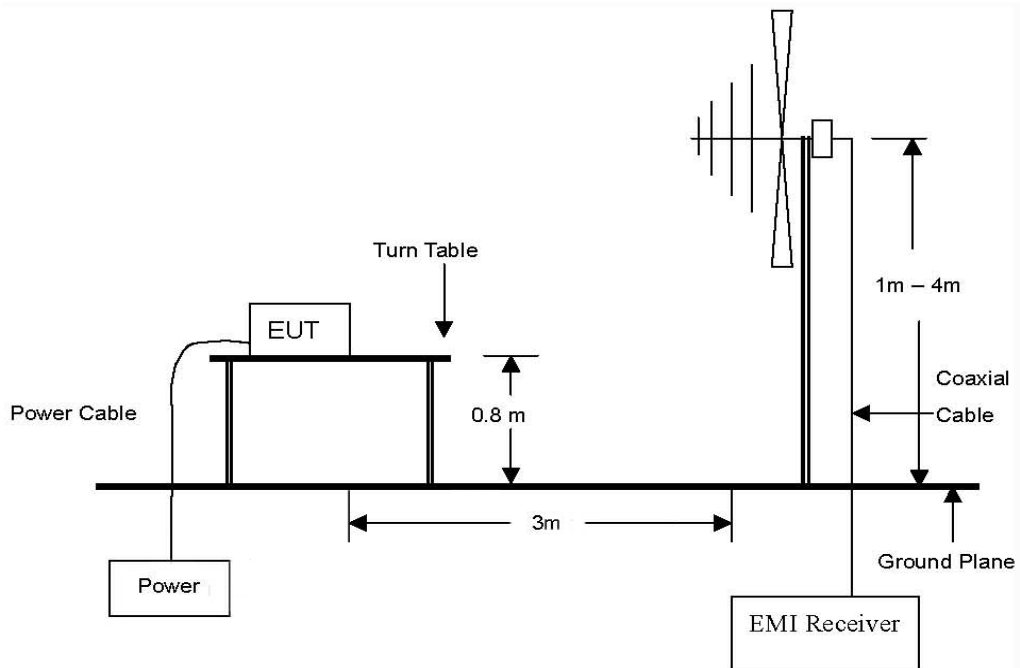 Turn Table
EUT
1m – 4m
Power Cable
0.8 m
Coaxial
Cable
3m
Ground Plane
Power
EMI Receiver